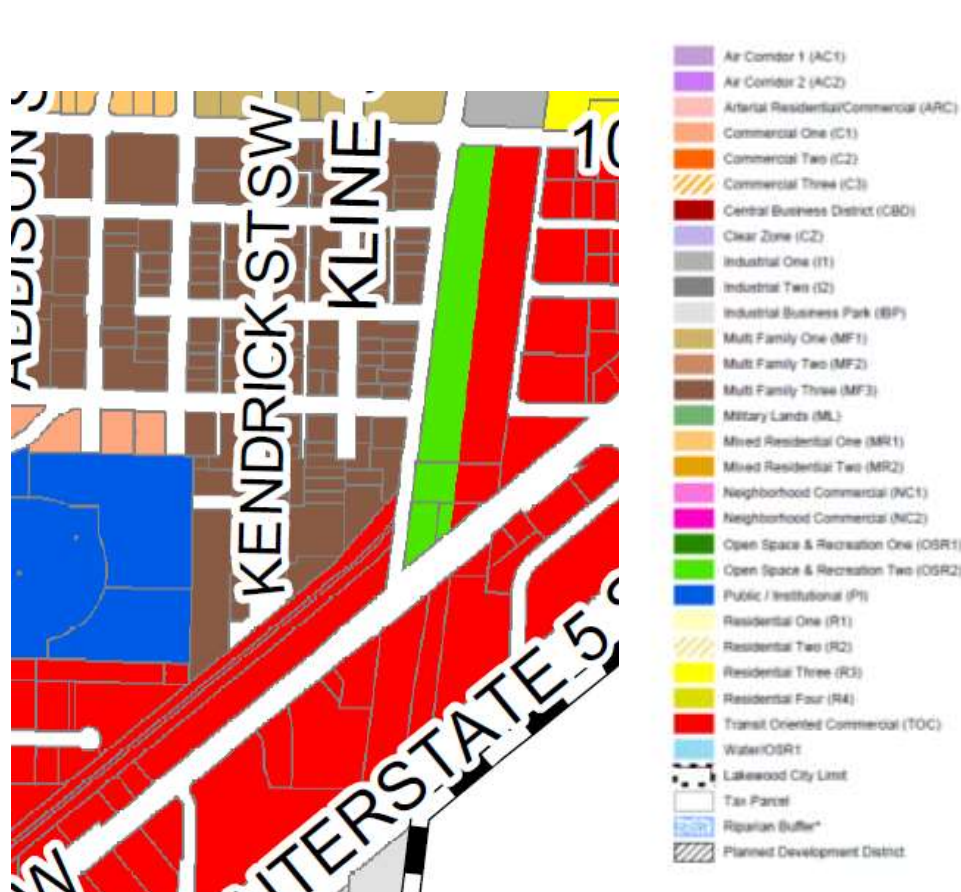 ADDISON S
KENDRICK ST SW
KLINE S
10
INTERSTATE 5 S
W
Air Corridor 1 (AC1)
Air Corridor 2 (AC2)
Arterial Residential/Commercial (ARC)
Commercial One (C1)
Commercial Two (C2)
Commercial Three (C3)
Central Business District (CBD)
Clear Zone (CZ)
Industrial One (I1)
Industrial Two (I2)
Industrial Business Park (IBP)
Multi Family One (MF1)
Multi Family Two (MF2)
Multi Family Three (MF3)
Military Lands (ML)
Mixed Residential One (MR1)
Mixed Residential Two (MR2)
Neighborhood Commercial (NC1)
Neighborhood Commercial (NC2)
Open Space & Recreation One (OSR1)
Open Space & Recreation Two (OSR2)
Public / Institutional (PI)
Residential One (R1)
Residential Two (R2)
Residential Three (R3)
Residential Four (R4)
Transit Oriented Commercial (TOC)
Water/OSR1
Lakewood City Limit
Tax Parcel
Riparian Buffer*
Planned Development District